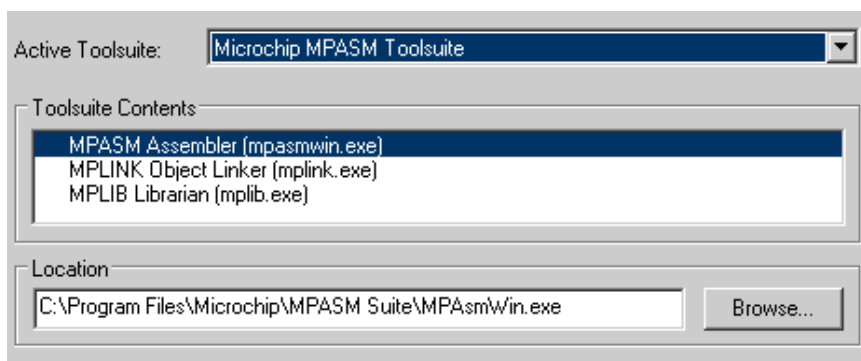 Active Toolsuite: Microchip MPASM Toolsuite
Toolsuite Contents
MPASM Assembler (mpasmwin.exe)
MPLINK Object Linker (mplink.exe)
MPLIB Librarian (mplib.exe)
Location
C:\Program Files\Microchip\MPASM Suite\MPAsmWin.exe Browse...